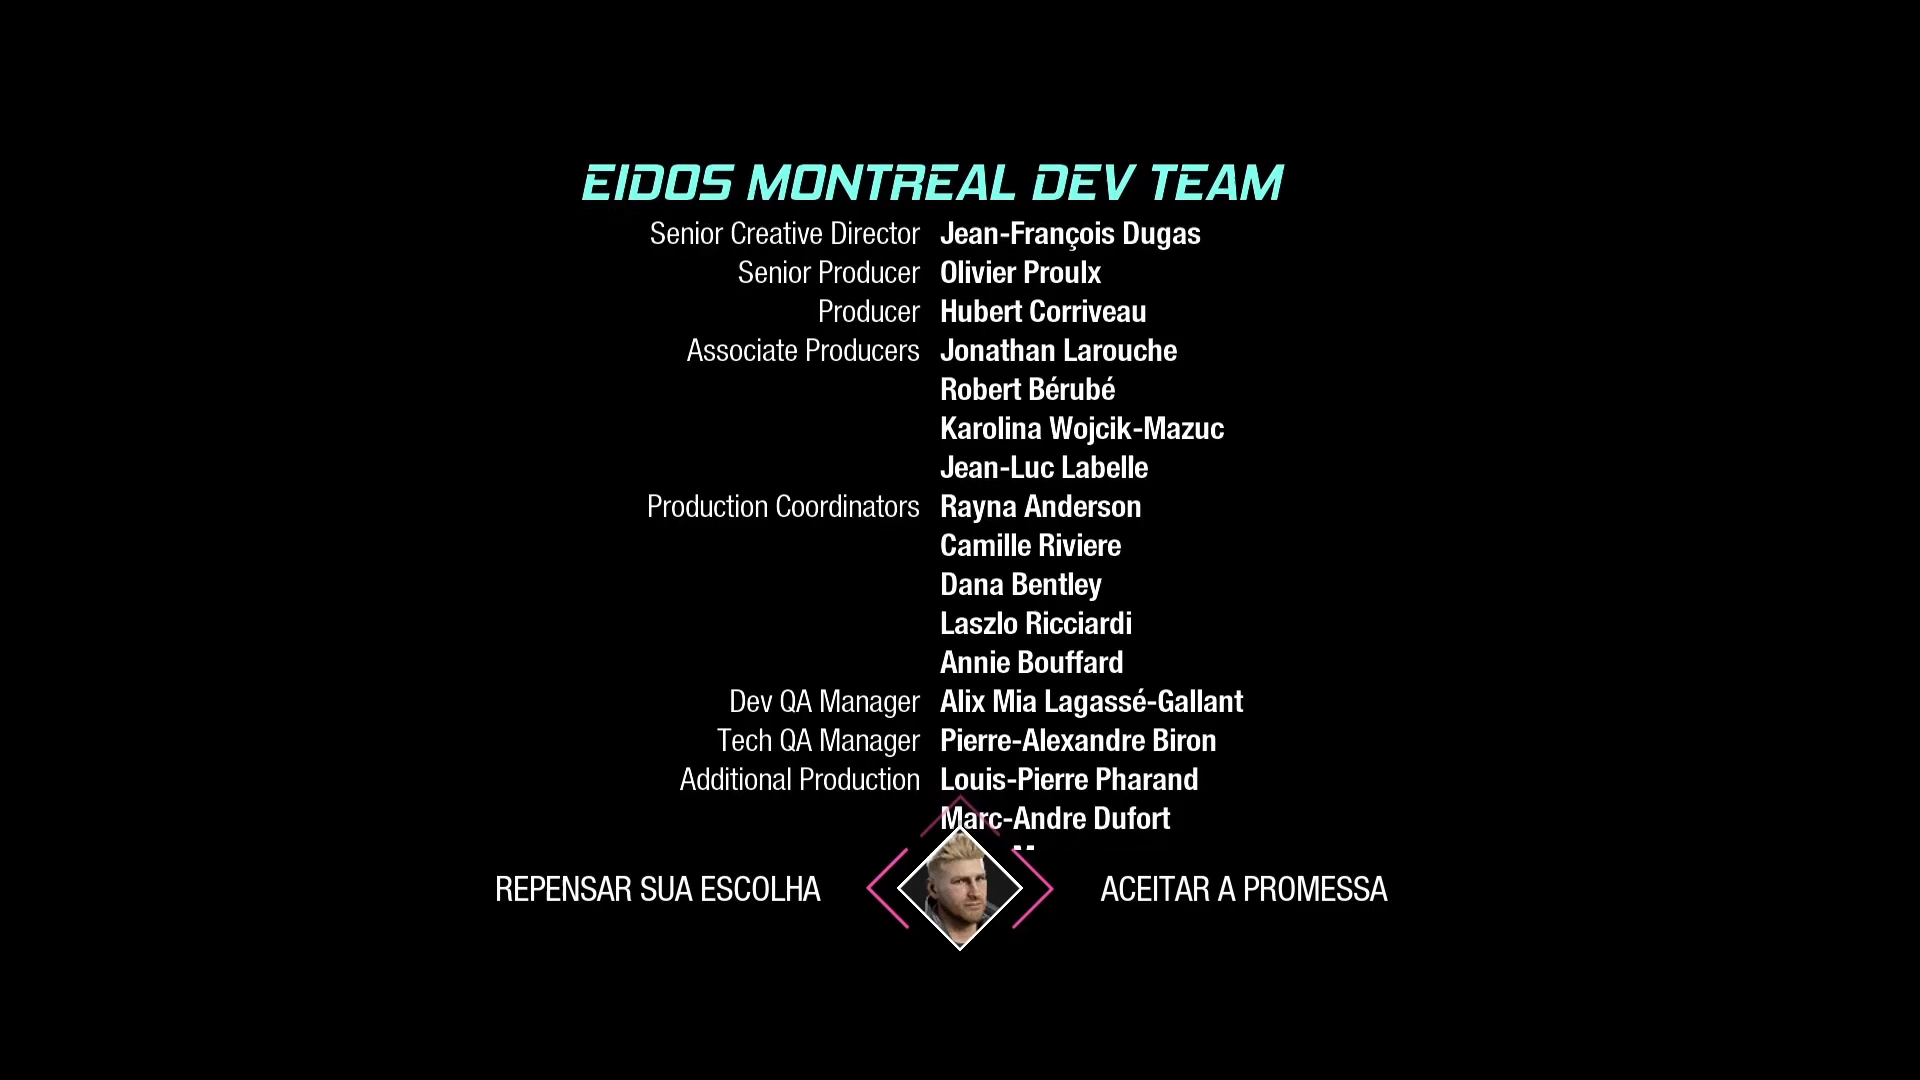 EIDOS MONTREAL DEV TEAM
Senior Creative Director Jean-François Dugas
Senior Producer Olivier Proulx
Producer Hubert Corriveau
Associate Producers Jonathan Larouche
Robert Bérubé
Karolina Wojcik-Mazuc
Jean-Luc Labelle
Production Coordinators Rayna Anderson
Camille Riviere
Dana Bentley
Laszlo Ricciardi
Annie Bouffard
Dev QA Manager Alix Mia Lagassé-Gallant
Tech QA Manager Pierre-Alexandre Biron
Additional Production Louis-Pierre Pharand
Marc-Andre Dufort
REPENSAR SUA ESCOLHA ACEITAR A PROMESSA